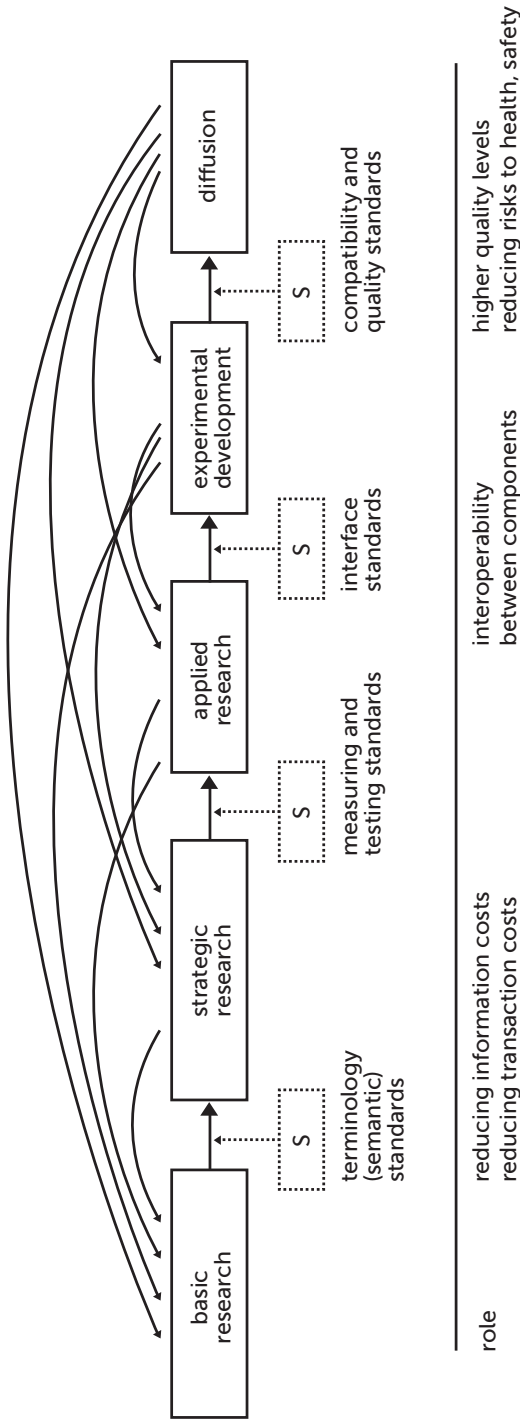 basic
research
strategic
research
applied
research
experimental
development
diffusion
S
S
S
S
terminology
(semantic)
standards
measuring and
testing standards
interface
standards
compatibility and
quality standards
role
reducing information costs
reducing transaction costs
interoperability
between components
higher quality levels
reducing risks to health, safety